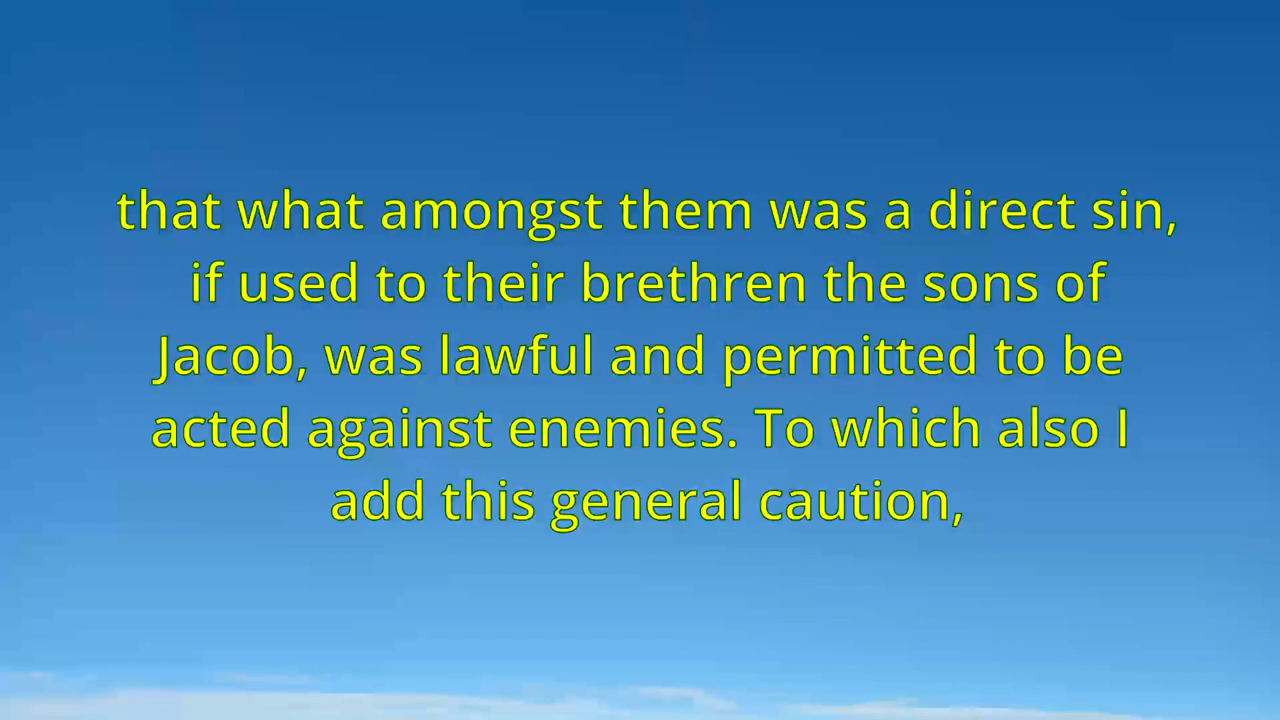 that what amongst them was a direct sin,
if used to their brethren the sons of
Jacob, was lawful and permitted to be
acted against enemies. To which also I
add this general caution,